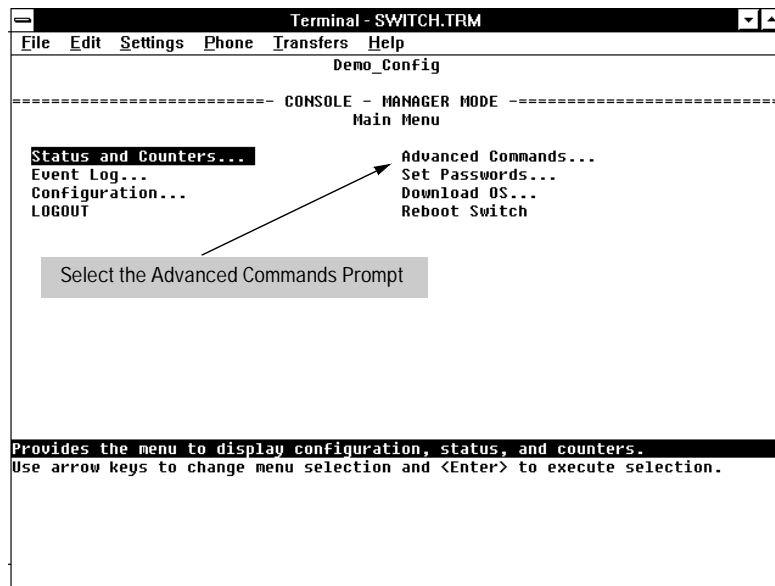 Terminal - SWITCH.TRM
File Edit Settings Phone Transfers Help
Demo_Config
==========================- CONSOLE - MANAGER MODE -===========================
Main Menu
Status and Counters... Advanced Commands...
Event Log... Set Passwords...
Configuration... Download OS...
LOGOUT Reboot Switch
Select the Advanced Commands Prompt
Provides the menu to display configuration, status, and counters.
Use arrow keys to change menu selection and <Enter> to execute selection.